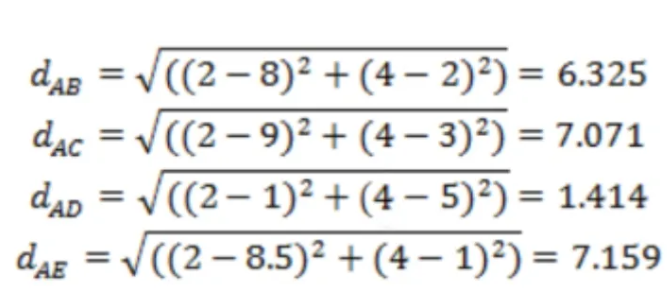 d_AB = √((2 – 8)² + (4 – 2)²) = 6.325
d_AC = √((2 – 9)² + (4 – 3)²) = 7.071
d_AD = √((2 – 1)² + (4 – 5)²) = 1.414
d_AE = √((2 – 8.5)² + (4 – 1)²) = 7.159